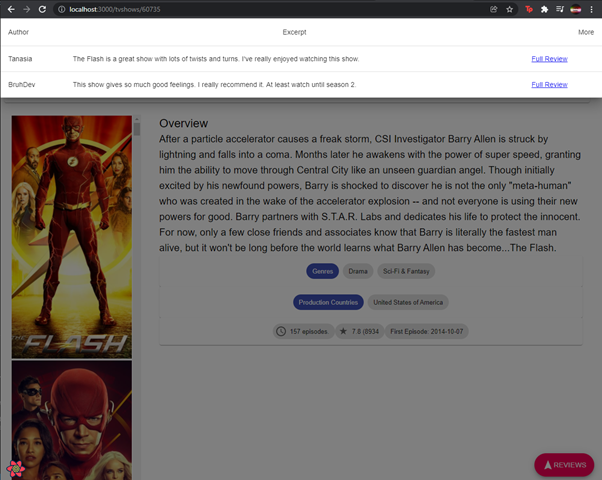 localhost:3000/tvshows/60735
Author Excerpt More
Tanasia The Flash is a great show with lots of twists and turns. I've really enjoyed watching this show. Full Review
BruhDev This show gives so much good feelings. I really recommend it. At least watch until season 2. Full Review
Overview
After a particle accelerator causes a freak storm, CSI Investigator Barry Allen is struck by
lightning and falls into a coma. Months later he awakens with the power of super speed, granting
him the ability to move through Central City like an unseen guardian angel. Though initially
excited by his newfound powers, Barry is shocked to discover he is not the only "meta-human"
who was created in the wake of the accelerator explosion -- and not everyone is using their new
powers for good. Barry partners with S.T.A.R. Labs and dedicates his life to protect the innocent.
For now, only a few close friends and associates know that Barry is literally the fastest man
alive, but it won't be long before the world learns what Barry Allen has become...The Flash.
Genres Drama Sci-Fi & Fantasy
Production Countries United States of America
157 episodes 7.8 (8934 First Episode: 2014-10-07
THE FLASH
REVIEWS